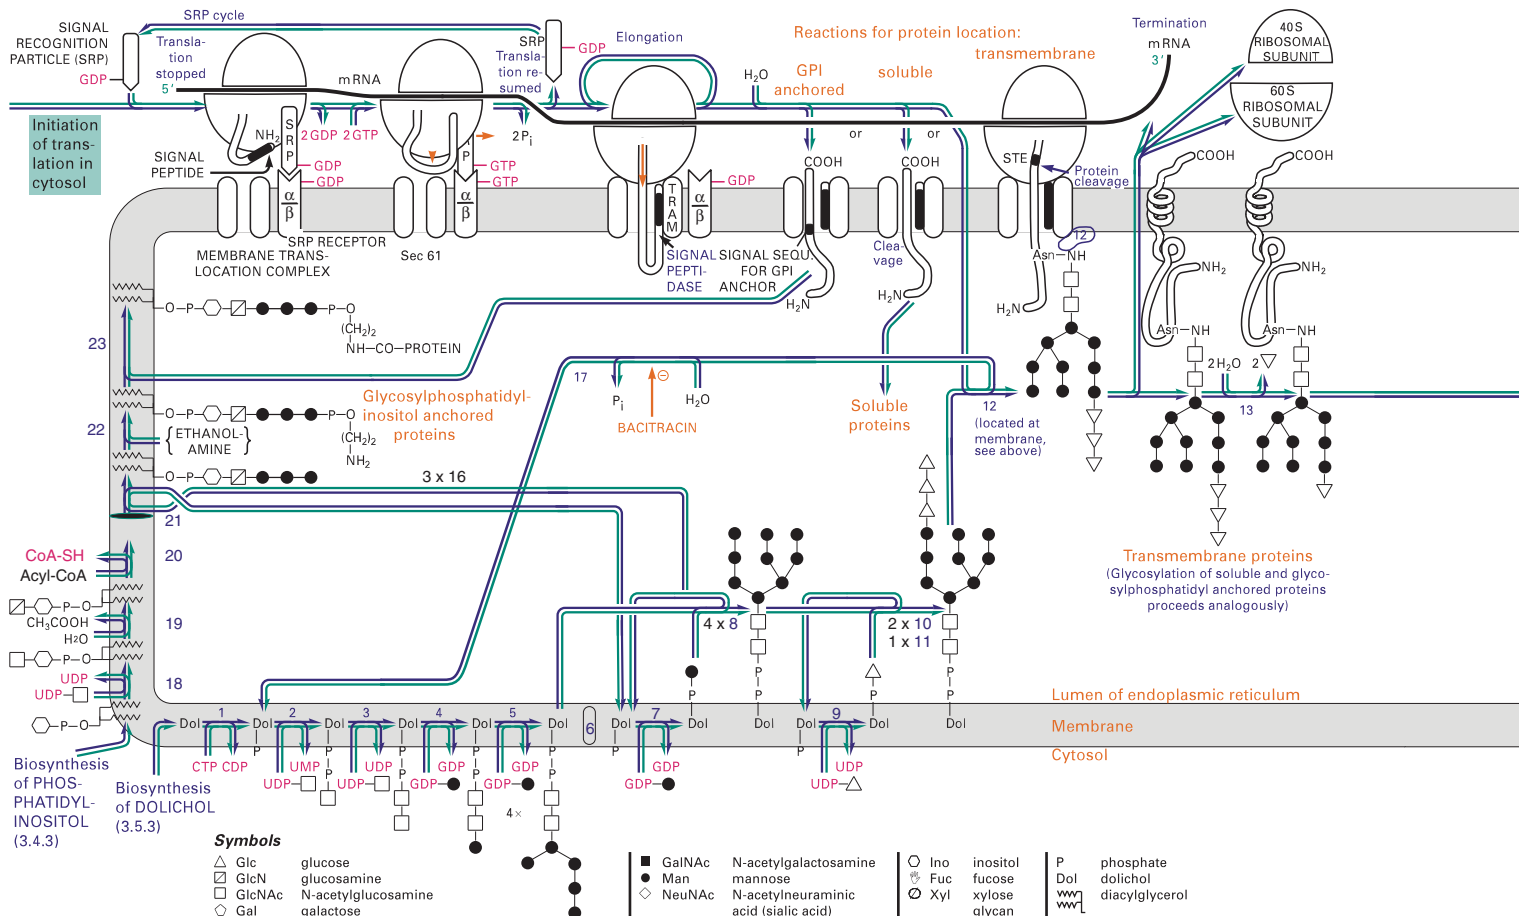 SRP cycle
SIGNAL
RECOGNITION
PARTICLE (SRP)
GDP
Transla-
tion
stopped
5'
mRNA
SRP
GDP
Translation re-
sumed
Elongation
Reactions for protein location:
transmembrane
GPI
anchored
soluble
H2O
or
or
Termination
mRNA
3'
40S
RIBOSOMAL
SUBUNIT
60S
RIBOSOMAL
SUBUNIT
Initiation
of trans-
lation in
cytosol
NH2
SIGNAL
PEPTIDE
SRP
2GDP
2GTP
GDP
GDP
P
GTP
GTP
2Pi
α
β
α
β
α
β
GDP
TRAM
COOH
COOH
STE
Protein
cleavage
COOH
COOH
SRP RECEPTOR
MEMBRANE TRANS-
LOCATION COMPLEX
Sec 61
SIGNAL
PEPTI-
DASE
SIGNAL SEQU.
FOR GPI
ANCHOR
H2N
Clea-
vage
H2N
12
Asn—NH
H2N
NH2
NH2
Asn—NH
Asn—NH
O—P
P—O
(CH2)2
NH—CO—PROTEIN
23
Glycosylphosphatidyl-
inositol anchored
proteins
17
Pi
H2O
BACITRACIN
Soluble
proteins
12
(located at
membrane,
see above)
2H2O
2
13
22
ETHANOL-
AMINE
O—P
P—O
(CH2)2
NH2
O—P
3 x 16
21
20
CoA-SH
Acyl-CoA
P—O
CH3COOH
H2O
19
P—O
UDP
UDP
18
P—O
Transmembrane proteins
(Glycosylation of soluble and glyco-
sylphosphatidyl anchored proteins
proceeds analogously)
4 x 8
2 x 10
1 x 11
P
P
P
P
P
P
Lumen of endoplasmic reticulum
Membrane
Cytosol
Dol
1
Dol
2
Dol
3
Dol
4
Dol
5
Dol
6
Dol
7
Dol
Dol
Dol
9
Dol
Dol
P
P
P
P
P
P
P
P
P
P
P
CTP CDP
UMP
UDP
UDP
UDP
GDP
GDP
GDP
GDP
GDP
GDP
UDP
UDP
4×
Biosynthesis
of PHOS-
PHATIDYL-
INOSITOL
(3.4.3)
Biosynthesis
of DOLICHOL
(3.5.3)
Symbols
Glc glucose
GlcN glucosamine
GlcNAc N-acetylglucosamine
Gal galactose
GalNAc N-acetylgalactosamine
Man mannose
NeuNAc N-acetylneuraminic
acid (sialic acid)
Ino inositol
Fuc fucose
Xyl xylose
glycan
P phosphate
Dol dolichol
diacylglycerol